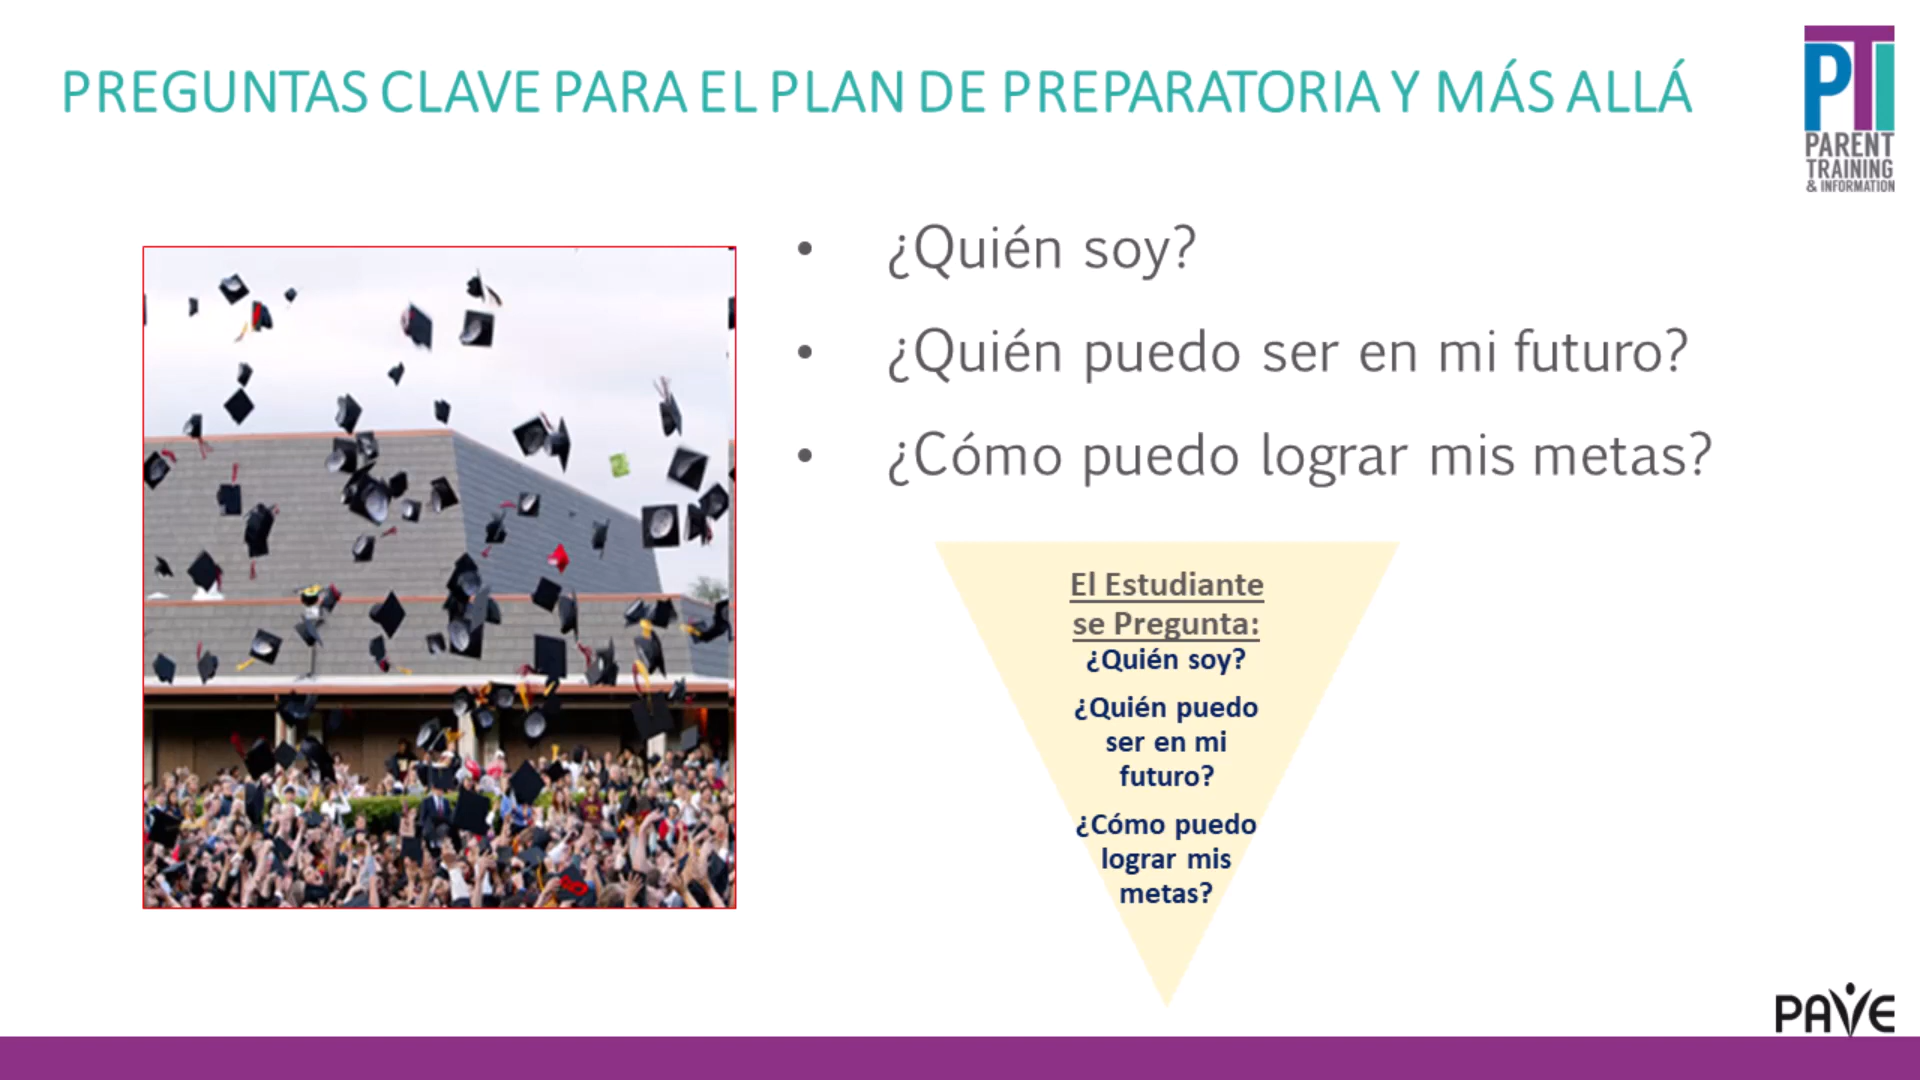 PREGUNTAS CLAVE PARA EL PLAN DE PREPARATORIA Y MÁS ALLÁ
PTI
PARENT
TRAINING
& INFORMATION
• ¿Quién soy?
• ¿Quién puedo ser en mi futuro?
• ¿Cómo puedo lograr mis metas?
El Estudiante
se Pregunta:
¿Quién soy?
¿Quién puedo
ser en mi
futuro?
¿Cómo puedo
lograr mis
metas?
PAVE